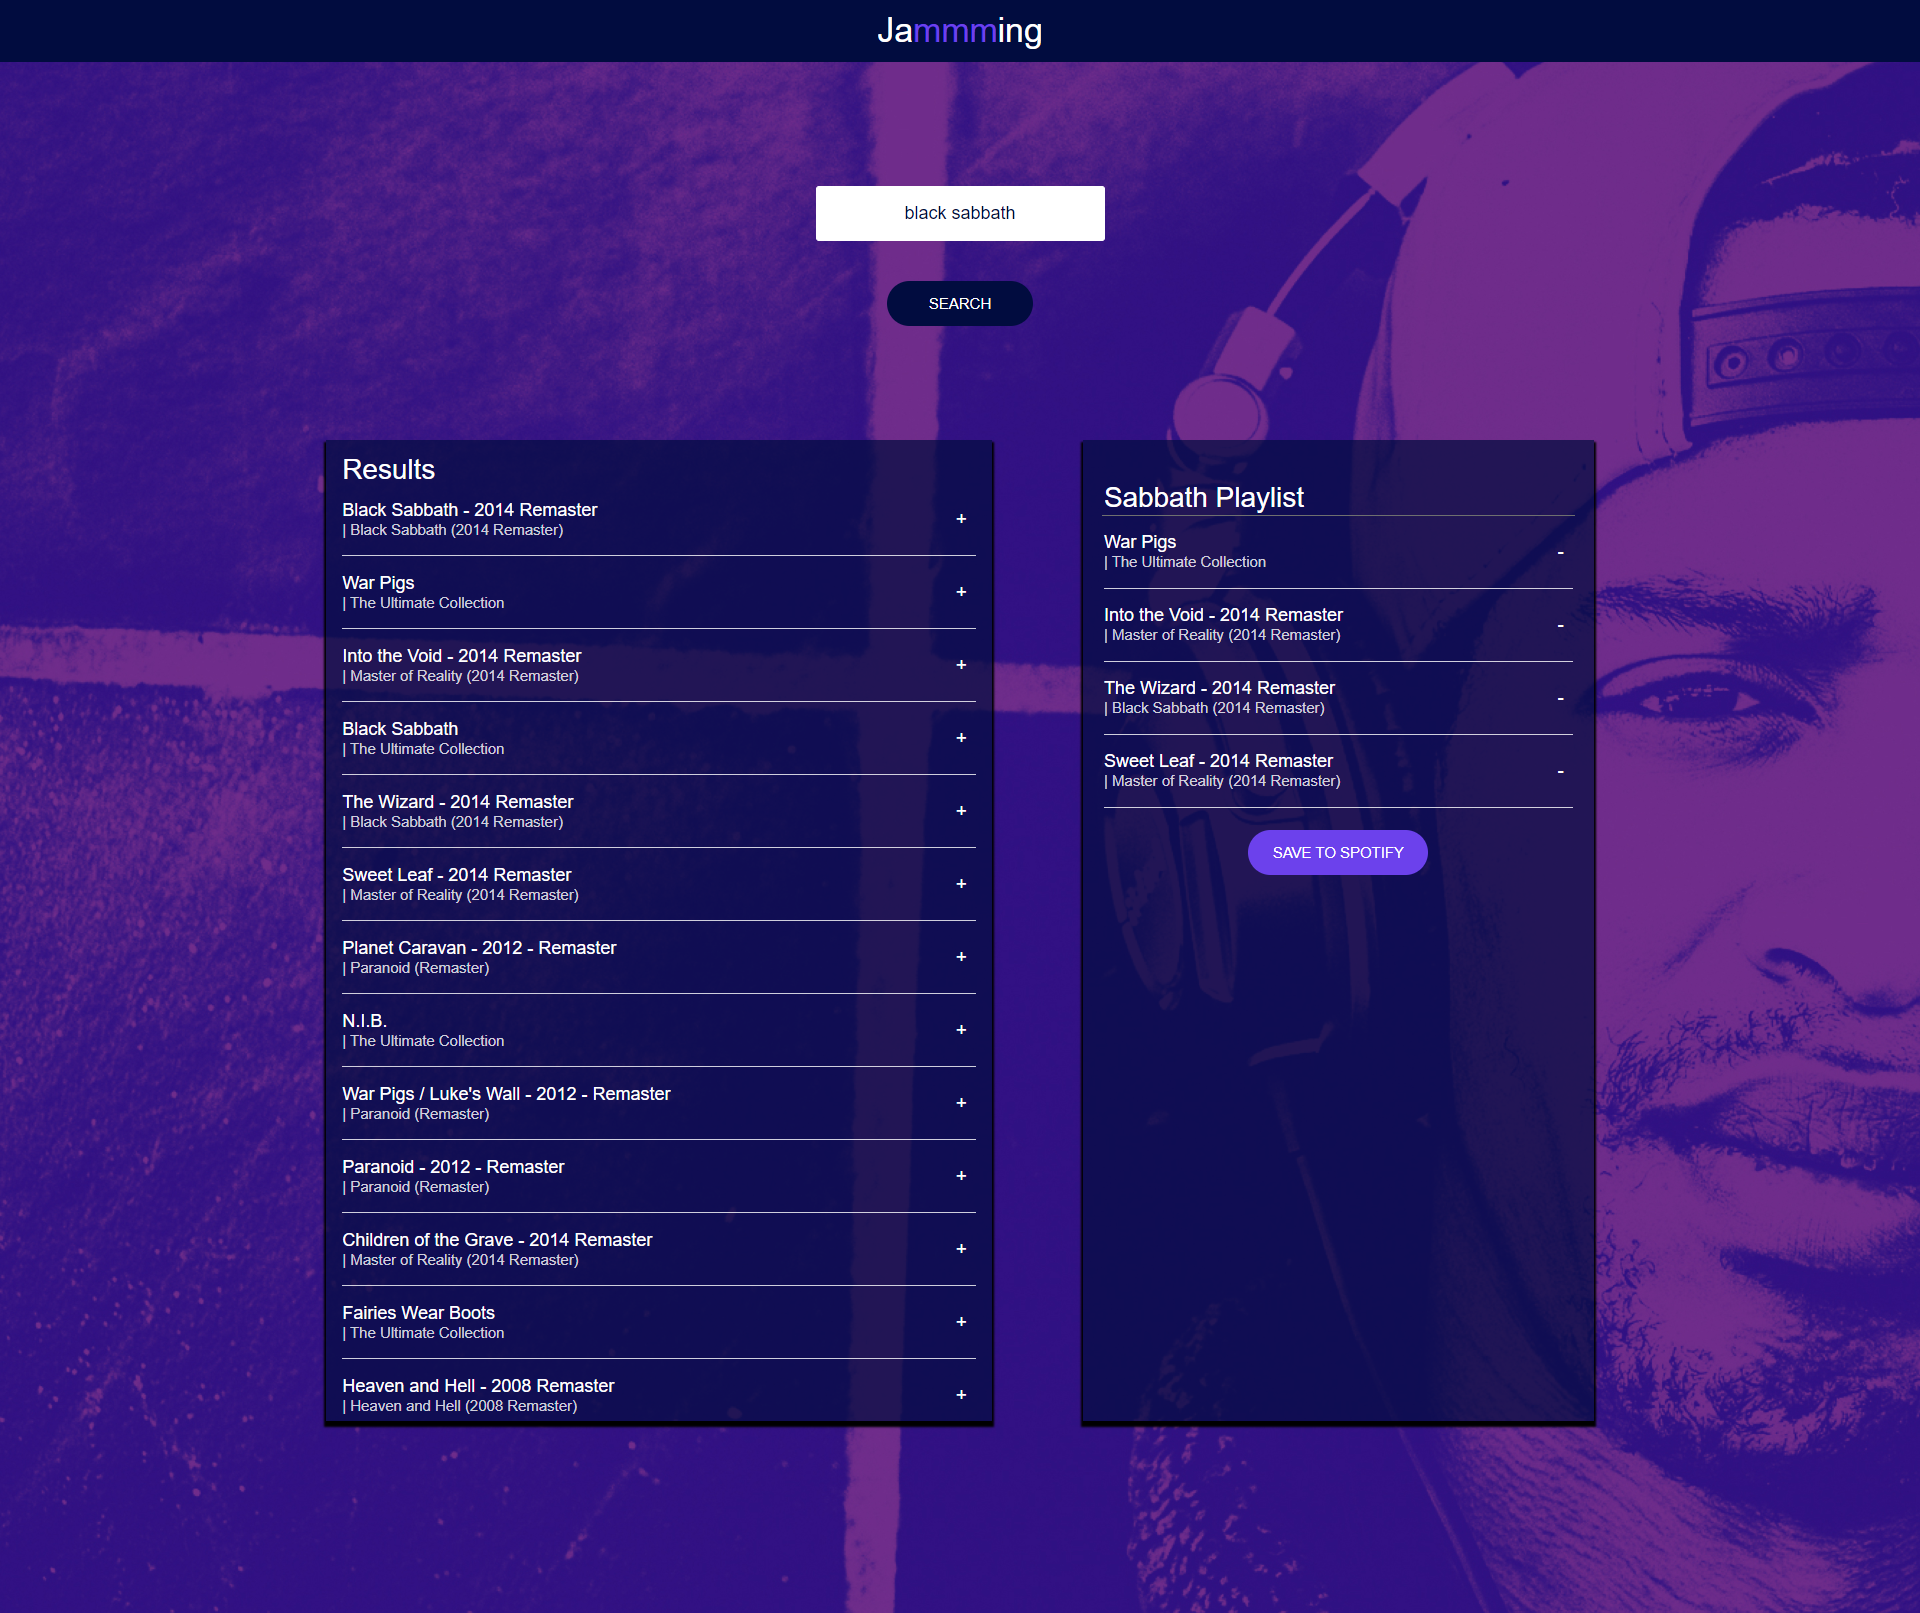 Jammming
black sabbath
SEARCH
Results
Black Sabbath - 2014 Remaster
| Black Sabbath (2014 Remaster)
+
War Pigs
| The Ultimate Collection
+
Into the Void - 2014 Remaster
| Master of Reality (2014 Remaster)
+
Black Sabbath
| The Ultimate Collection
+
The Wizard - 2014 Remaster
| Black Sabbath (2014 Remaster)
+
Sweet Leaf - 2014 Remaster
| Master of Reality (2014 Remaster)
+
Planet Caravan - 2012 - Remaster
| Paranoid (Remaster)
+
N.I.B.
| The Ultimate Collection
+
War Pigs / Luke's Wall - 2012 - Remaster
| Paranoid (Remaster)
+
Paranoid - 2012 - Remaster
| Paranoid (Remaster)
+
Children of the Grave - 2014 Remaster
| Master of Reality (2014 Remaster)
+
Fairies Wear Boots
| The Ultimate Collection
+
Heaven and Hell - 2008 Remaster
| Heaven and Hell (2008 Remaster)
+
Sabbath Playlist
War Pigs
| The Ultimate Collection
-
Into the Void - 2014 Remaster
| Master of Reality (2014 Remaster)
-
The Wizard - 2014 Remaster
| Black Sabbath (2014 Remaster)
-
Sweet Leaf - 2014 Remaster
| Master of Reality (2014 Remaster)
-
SAVE TO SPOTIFY